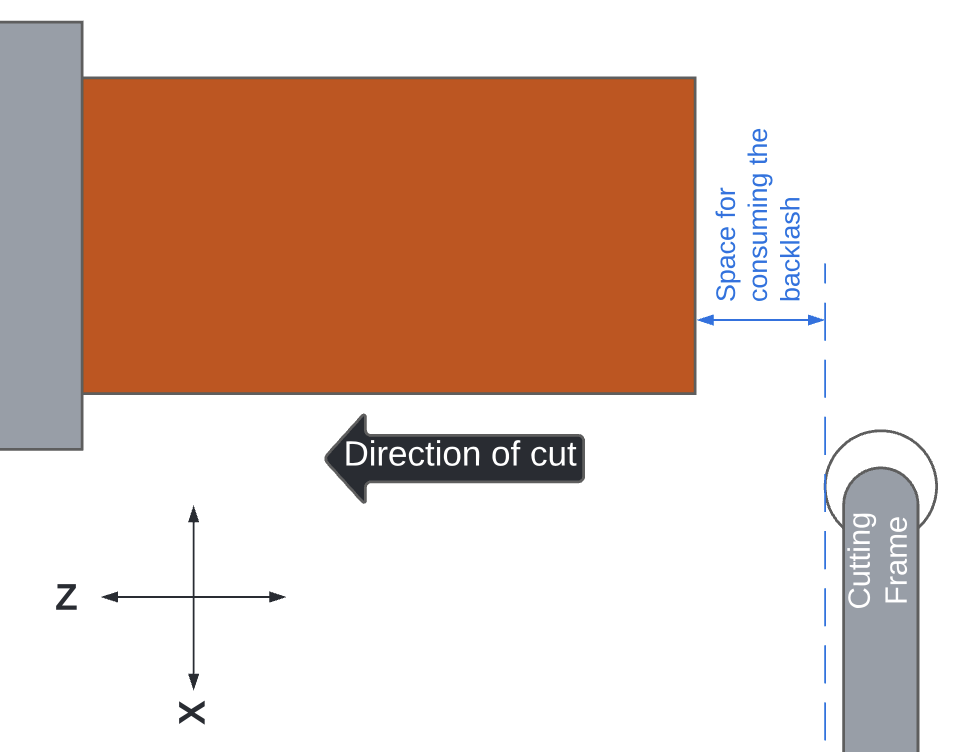 Space for
consuming the
backlash
Direction of cut
Cutting
Frame
Z
X